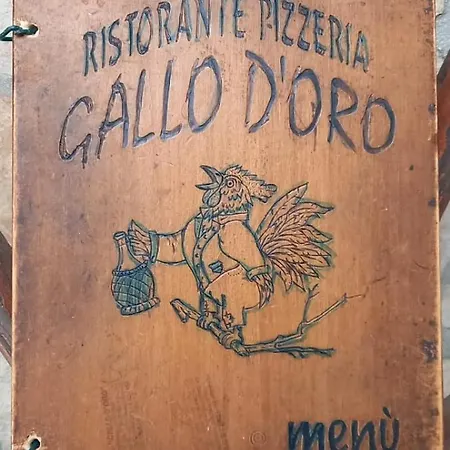 RISTORANTE PIZZERIA
GALLO D'ORO
menù